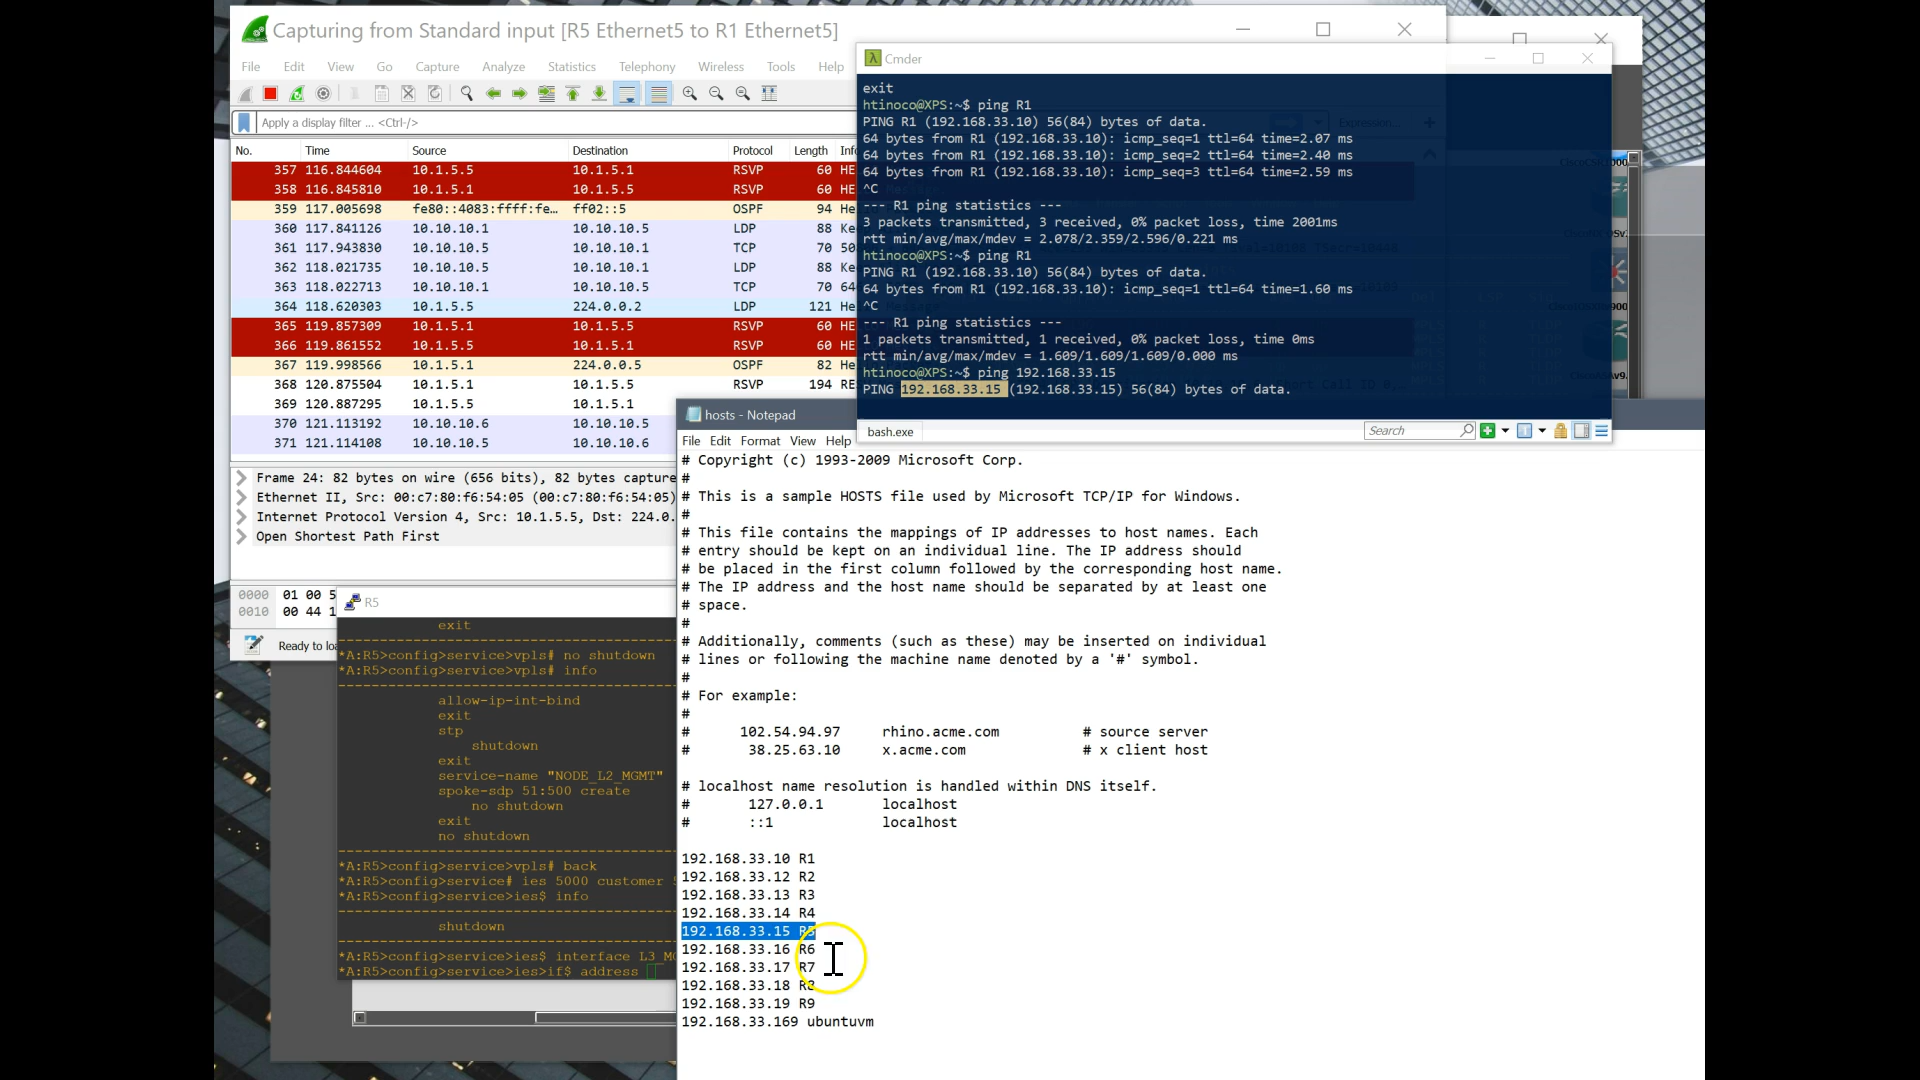 Capturing from Standard input [R5 Ethernet5 to R1 Ethernet5]
File Edit View Go Capture Analyze Statistics Telephony Wireless Tools Help
Apply a display filter ... <Ctrl-/>
No. Time Source Destination Protocol Length Info
357 116.844604 10.1.5.5 10.1.5.1 RSVP 60 HE
358 116.845810 10.1.5.1 10.1.5.5 RSVP 60 HE
359 117.005698 fe80::4083:ffff:fe… ff02::5 OSPF 94 He
360 117.841126 10.10.10.1 10.10.10.5 LDP 88 Ke
361 117.943830 10.10.10.5 10.10.10.1 TCP 70 50
362 118.021735 10.10.10.5 10.10.10.1 LDP 88 Ke
363 118.022713 10.10.10.1 10.10.10.5 TCP 70 64
364 118.620303 10.1.5.5 224.0.0.2 LDP 121 He
365 119.857309 10.1.5.1 10.1.5.5 RSVP 60 HE
366 119.861552 10.1.5.5 10.1.5.1 RSVP 60 HE
367 119.998566 10.1.5.1 224.0.0.5 OSPF 82 He
368 120.875504 10.1.5.1 10.1.5.5 RSVP 194 RE
369 120.887295 10.1.5.5 10.1.5.1
370 121.113192 10.10.10.6 10.10.10.5
371 121.114108 10.10.10.5 10.10.10.6
Frame 24: 82 bytes on wire (656 bits), 82 bytes capture
Ethernet II, Src: 00:c7:80:f6:54:05 (00:c7:80:f6:54:05)
Internet Protocol Version 4, Src: 10.1.5.5, Dst: 224.0.
Open Shortest Path First
0000 01 00 5
0010 00 44 1
Ready to loa
Cmder
exit
htinoco@XPS:~$ ping R1
PING R1 (192.168.33.10) 56(84) bytes of data.
64 bytes from R1 (192.168.33.10): icmp_seq=1 ttl=64 time=2.07 ms
64 bytes from R1 (192.168.33.10): icmp_seq=2 ttl=64 time=2.40 ms
64 bytes from R1 (192.168.33.10): icmp_seq=3 ttl=64 time=2.59 ms
^C
--- R1 ping statistics ---
3 packets transmitted, 3 received, 0% packet loss, time 2001ms
rtt min/avg/max/mdev = 2.078/2.359/2.596/0.221 ms
htinoco@XPS:~$ ping R1
PING R1 (192.168.33.10) 56(84) bytes of data.
64 bytes from R1 (192.168.33.10): icmp_seq=1 ttl=64 time=1.60 ms
^C
--- R1 ping statistics ---
1 packets transmitted, 1 received, 0% packet loss, time 0ms
rtt min/avg/max/mdev = 1.609/1.609/1.609/0.000 ms
htinoco@XPS:~$ ping 192.168.33.15
PING 192.168.33.15 (192.168.33.15) 56(84) bytes of data.
bash.exe
Search
R5
exit
*A:R5>config>service>vpls# no shutdown
*A:R5>config>service>vpls# info
allow-ip-int-bind
exit
stp
shutdown
exit
service-name "NODE_L2_MGMT"
spoke-sdp 51:500 create
no shutdown
exit
no shutdown
*A:R5>config>service>vpls# back
*A:R5>config>service# ies 5000 customer
*A:R5>config>service>ies$ info
shutdown
*A:R5>config>service>ies$ interface L3_M
*A:R5>config>service>ies>if$ address
hosts - Notepad
File Edit Format View Help
# Copyright (c) 1993-2009 Microsoft Corp.
#
# This is a sample HOSTS file used by Microsoft TCP/IP for Windows.
#
# This file contains the mappings of IP addresses to host names. Each
# entry should be kept on an individual line. The IP address should
# be placed in the first column followed by the corresponding host name.
# The IP address and the host name should be separated by at least one
# space.
#
# Additionally, comments (such as these) may be inserted on individual
# lines or following the machine name denoted by a '#' symbol.
#
# For example:
#
# 102.54.94.97 rhino.acme.com # source server
# 38.25.63.10 x.acme.com # x client host
# localhost name resolution is handled within DNS itself.
# 127.0.0.1 localhost
# ::1 localhost
192.168.33.10 R1
192.168.33.12 R2
192.168.33.13 R3
192.168.33.14 R4
192.168.33.15 R5
192.168.33.16 R6
192.168.33.17 R7
192.168.33.18 R8
192.168.33.19 R9
192.168.33.169 ubuntuvm